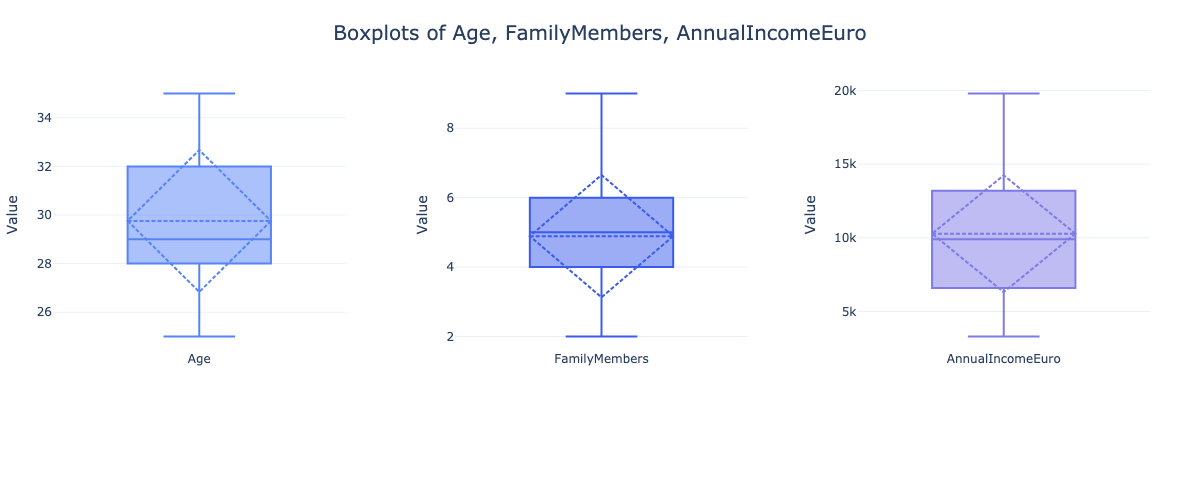 Boxplots of Age, FamilyMembers, AnnualIncomeEuro
Value
34
32
30
28
26
Age
Value
8
6
4
2
FamilyMembers
Value
20k
15k
10k
5k
AnnualIncomeEuro